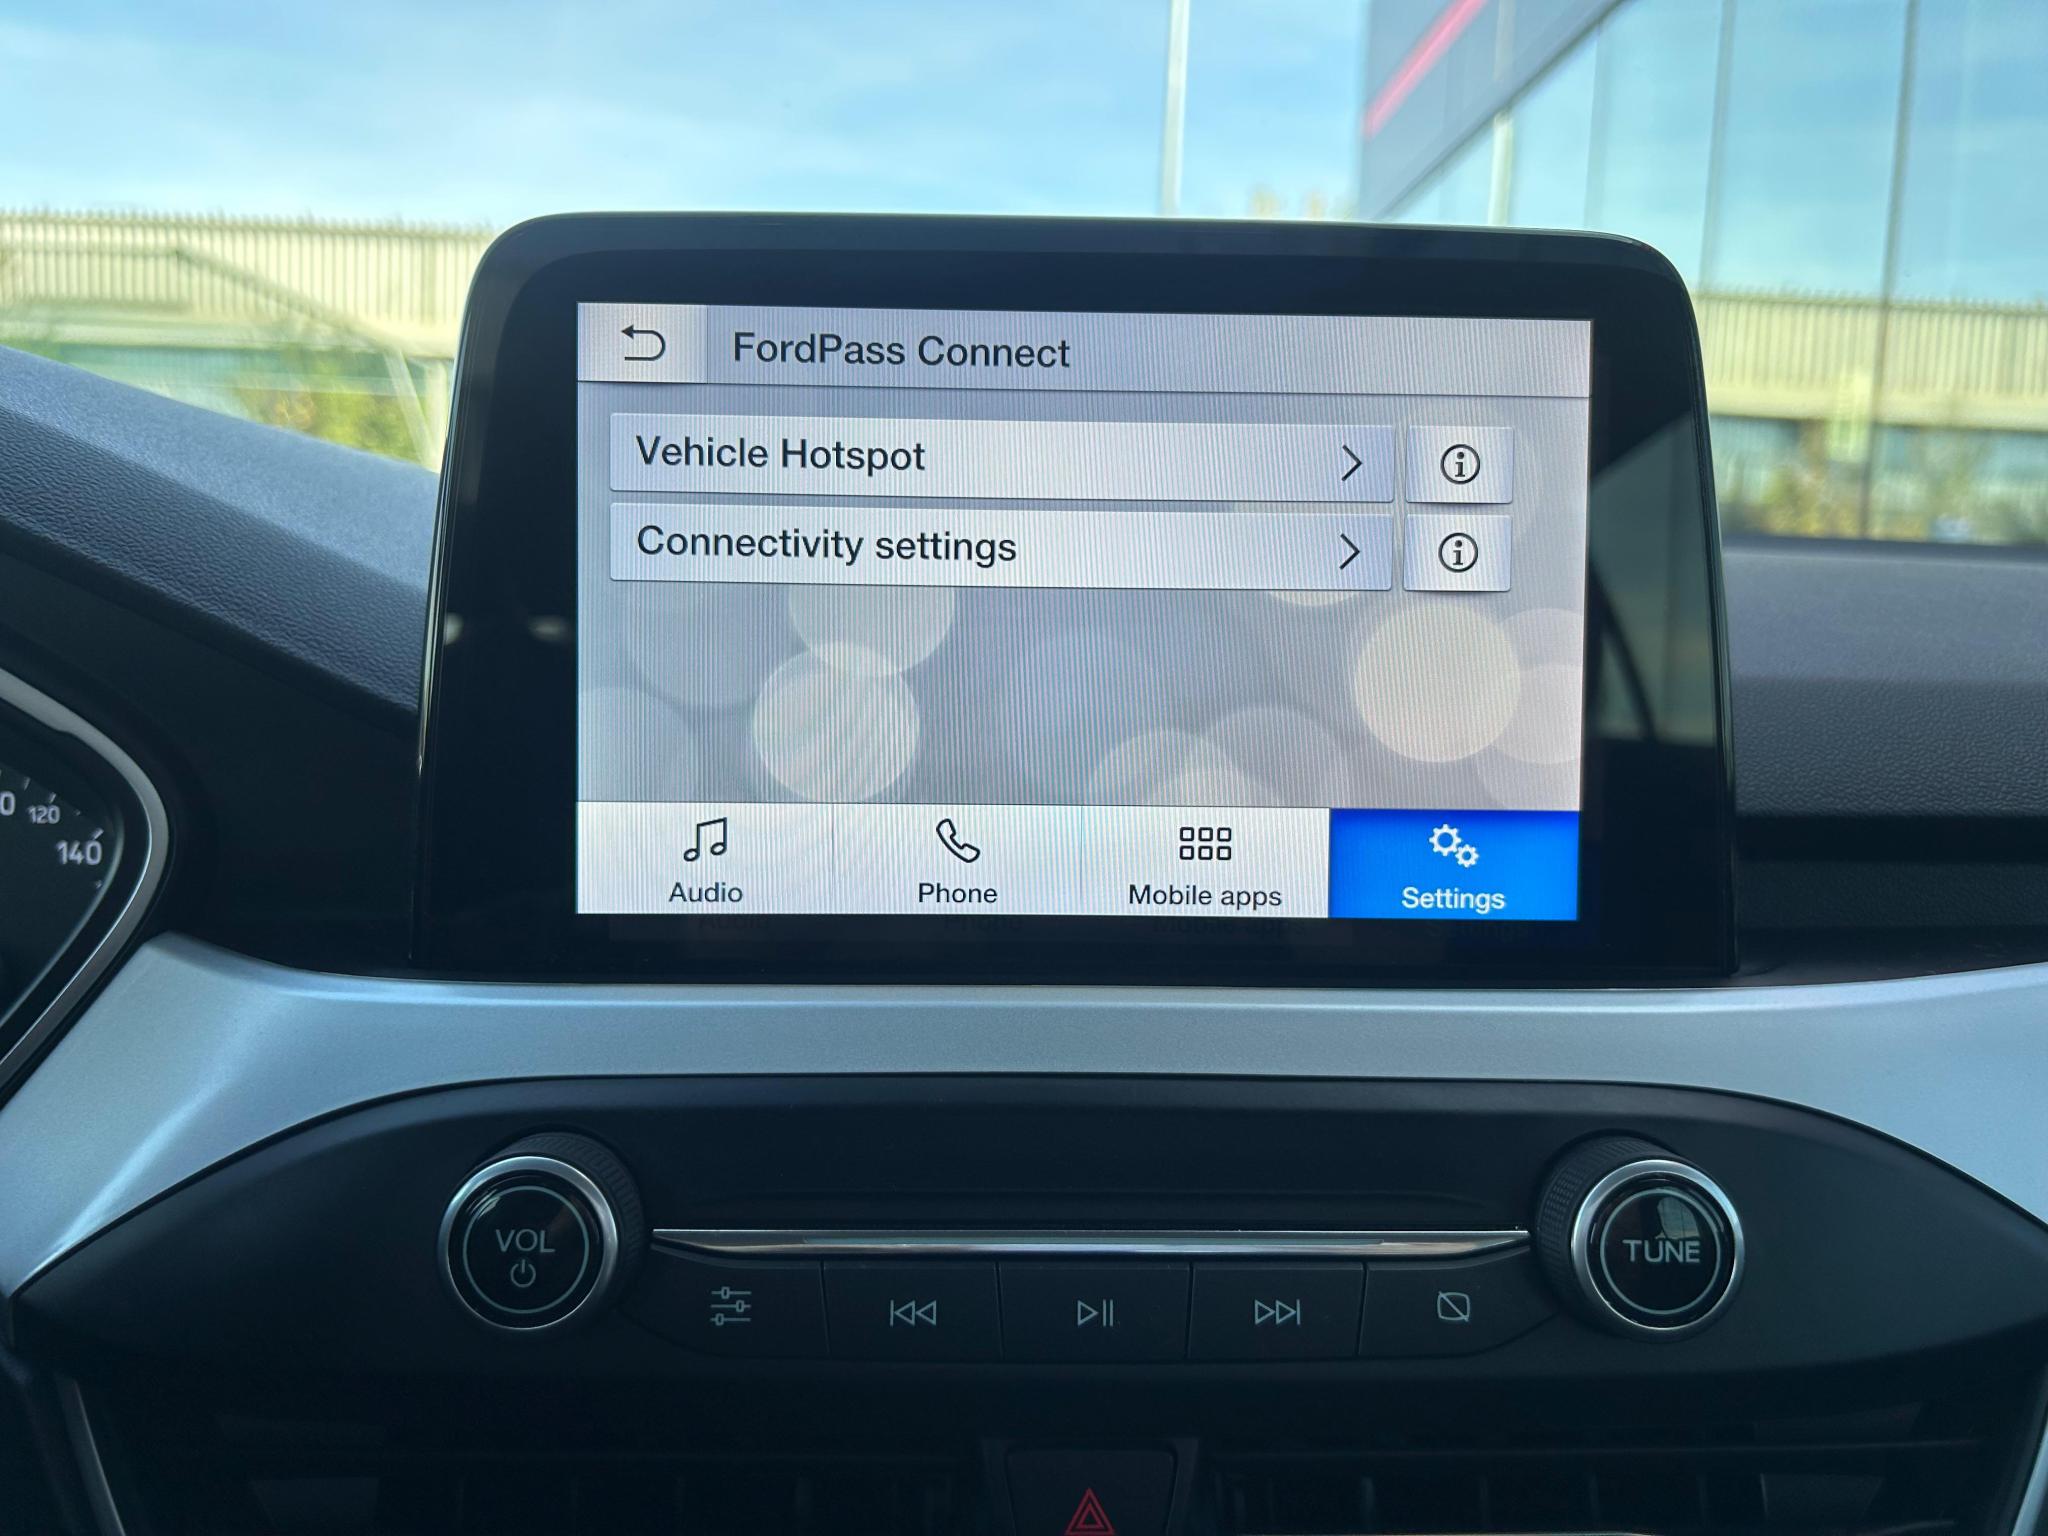 FordPass Connect
Vehicle Hotspot
Connectivity settings
120
140
Audio
Phone
Mobile apps
Settings
VOL
TUNE